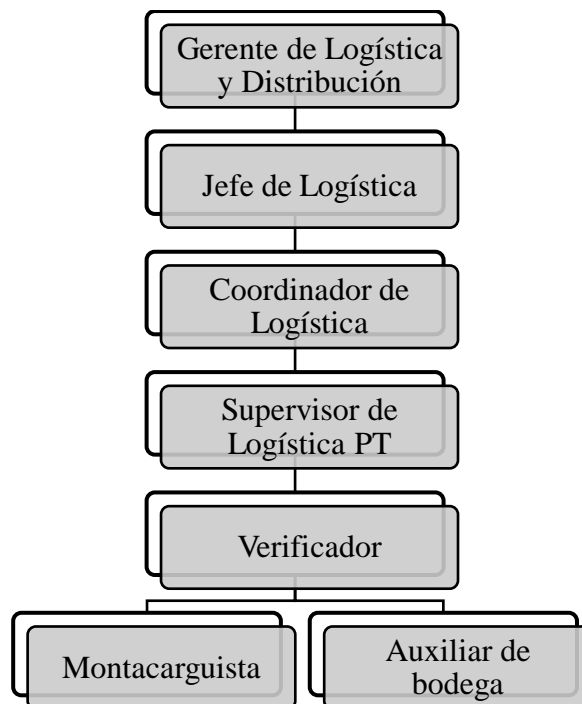 Gerente de Logística
y Distribución
Jefe de Logística
Coordinador de
Logística
Supervisor de
Logística PT
Verificador
Montacarguista
Auxiliar de
bodega